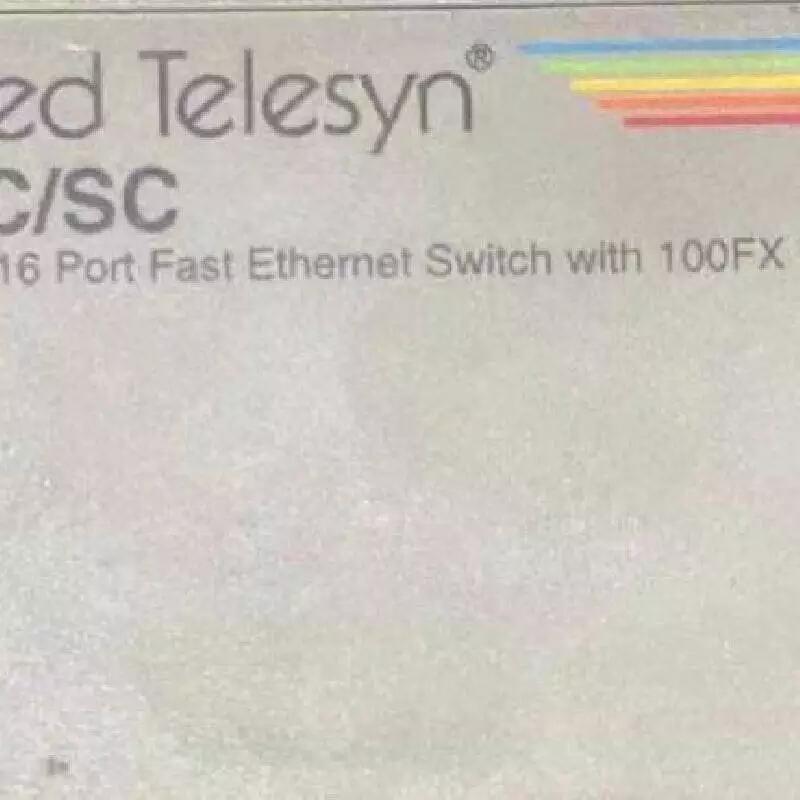 ed Telesyn®
C/SC
16 Port Fast Ethernet Switch with 100FX